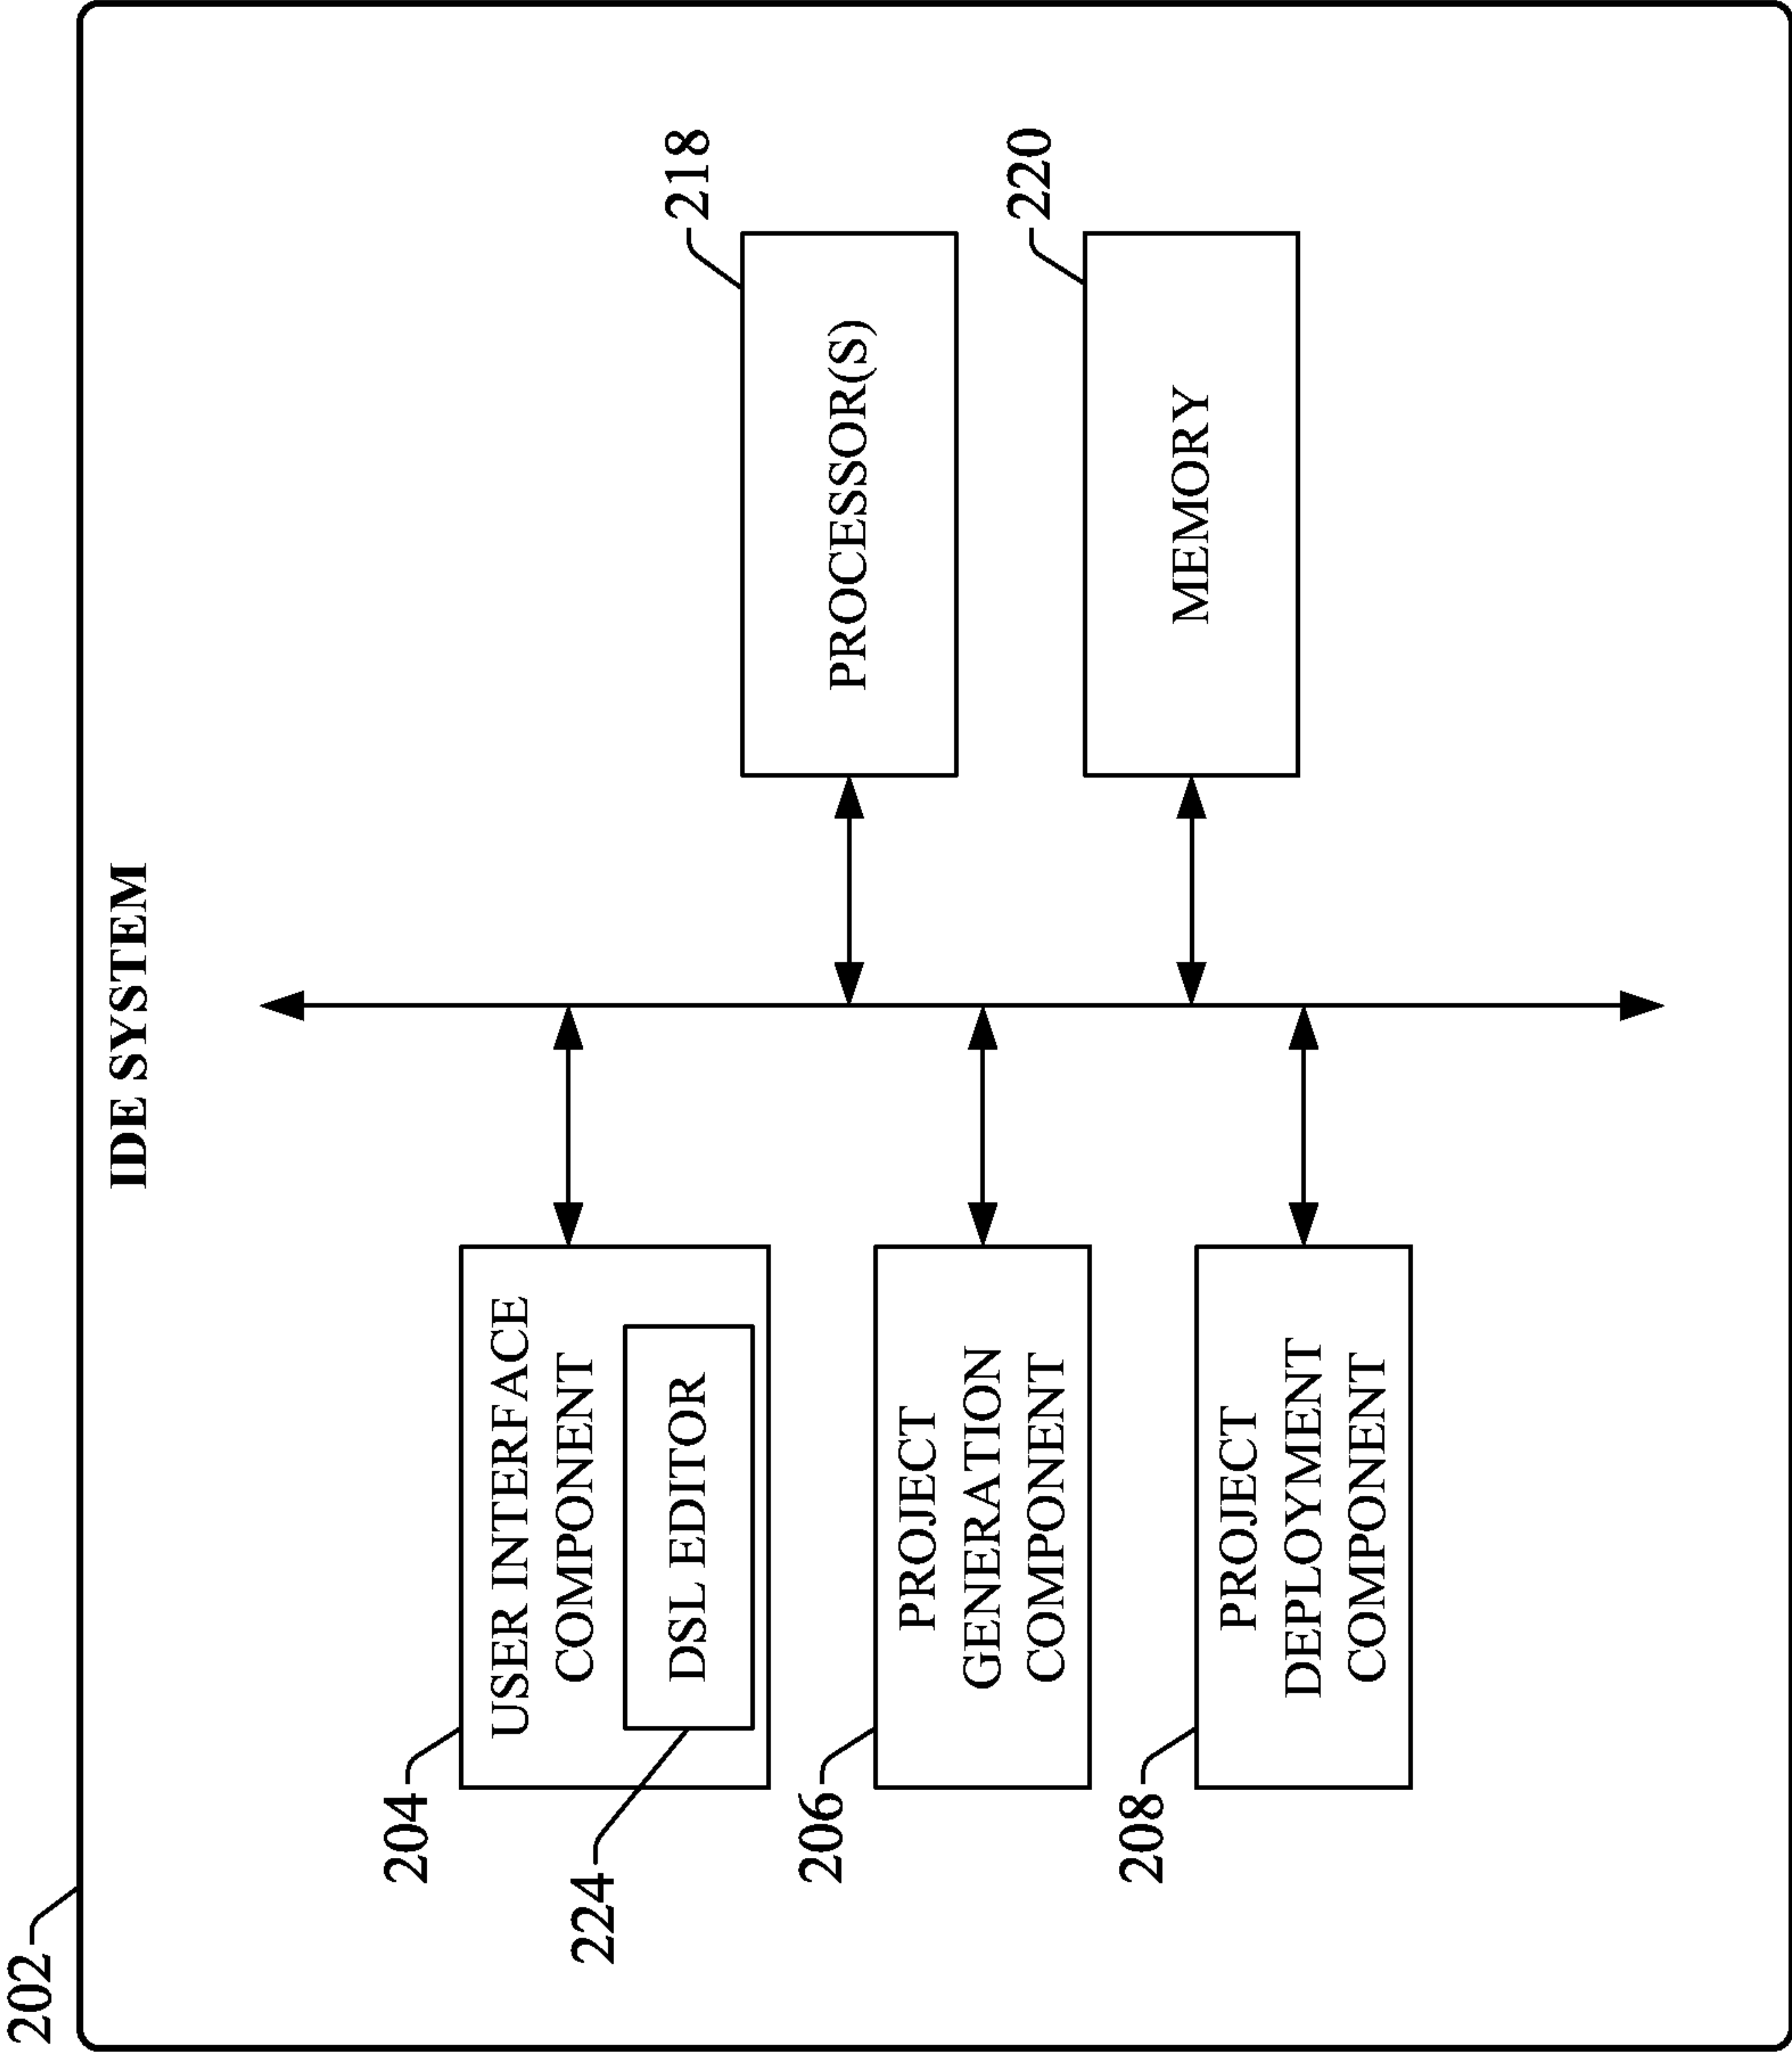 202
IDE SYSTEM
204
USER INTERFACE
COMPONENT
224
DSL EDITOR
206
PROJECT
GENERATION
COMPONENT
208
PROJECT
DEPLOYMENT
COMPONENT
218
PROCESSOR(S)
220
MEMORY